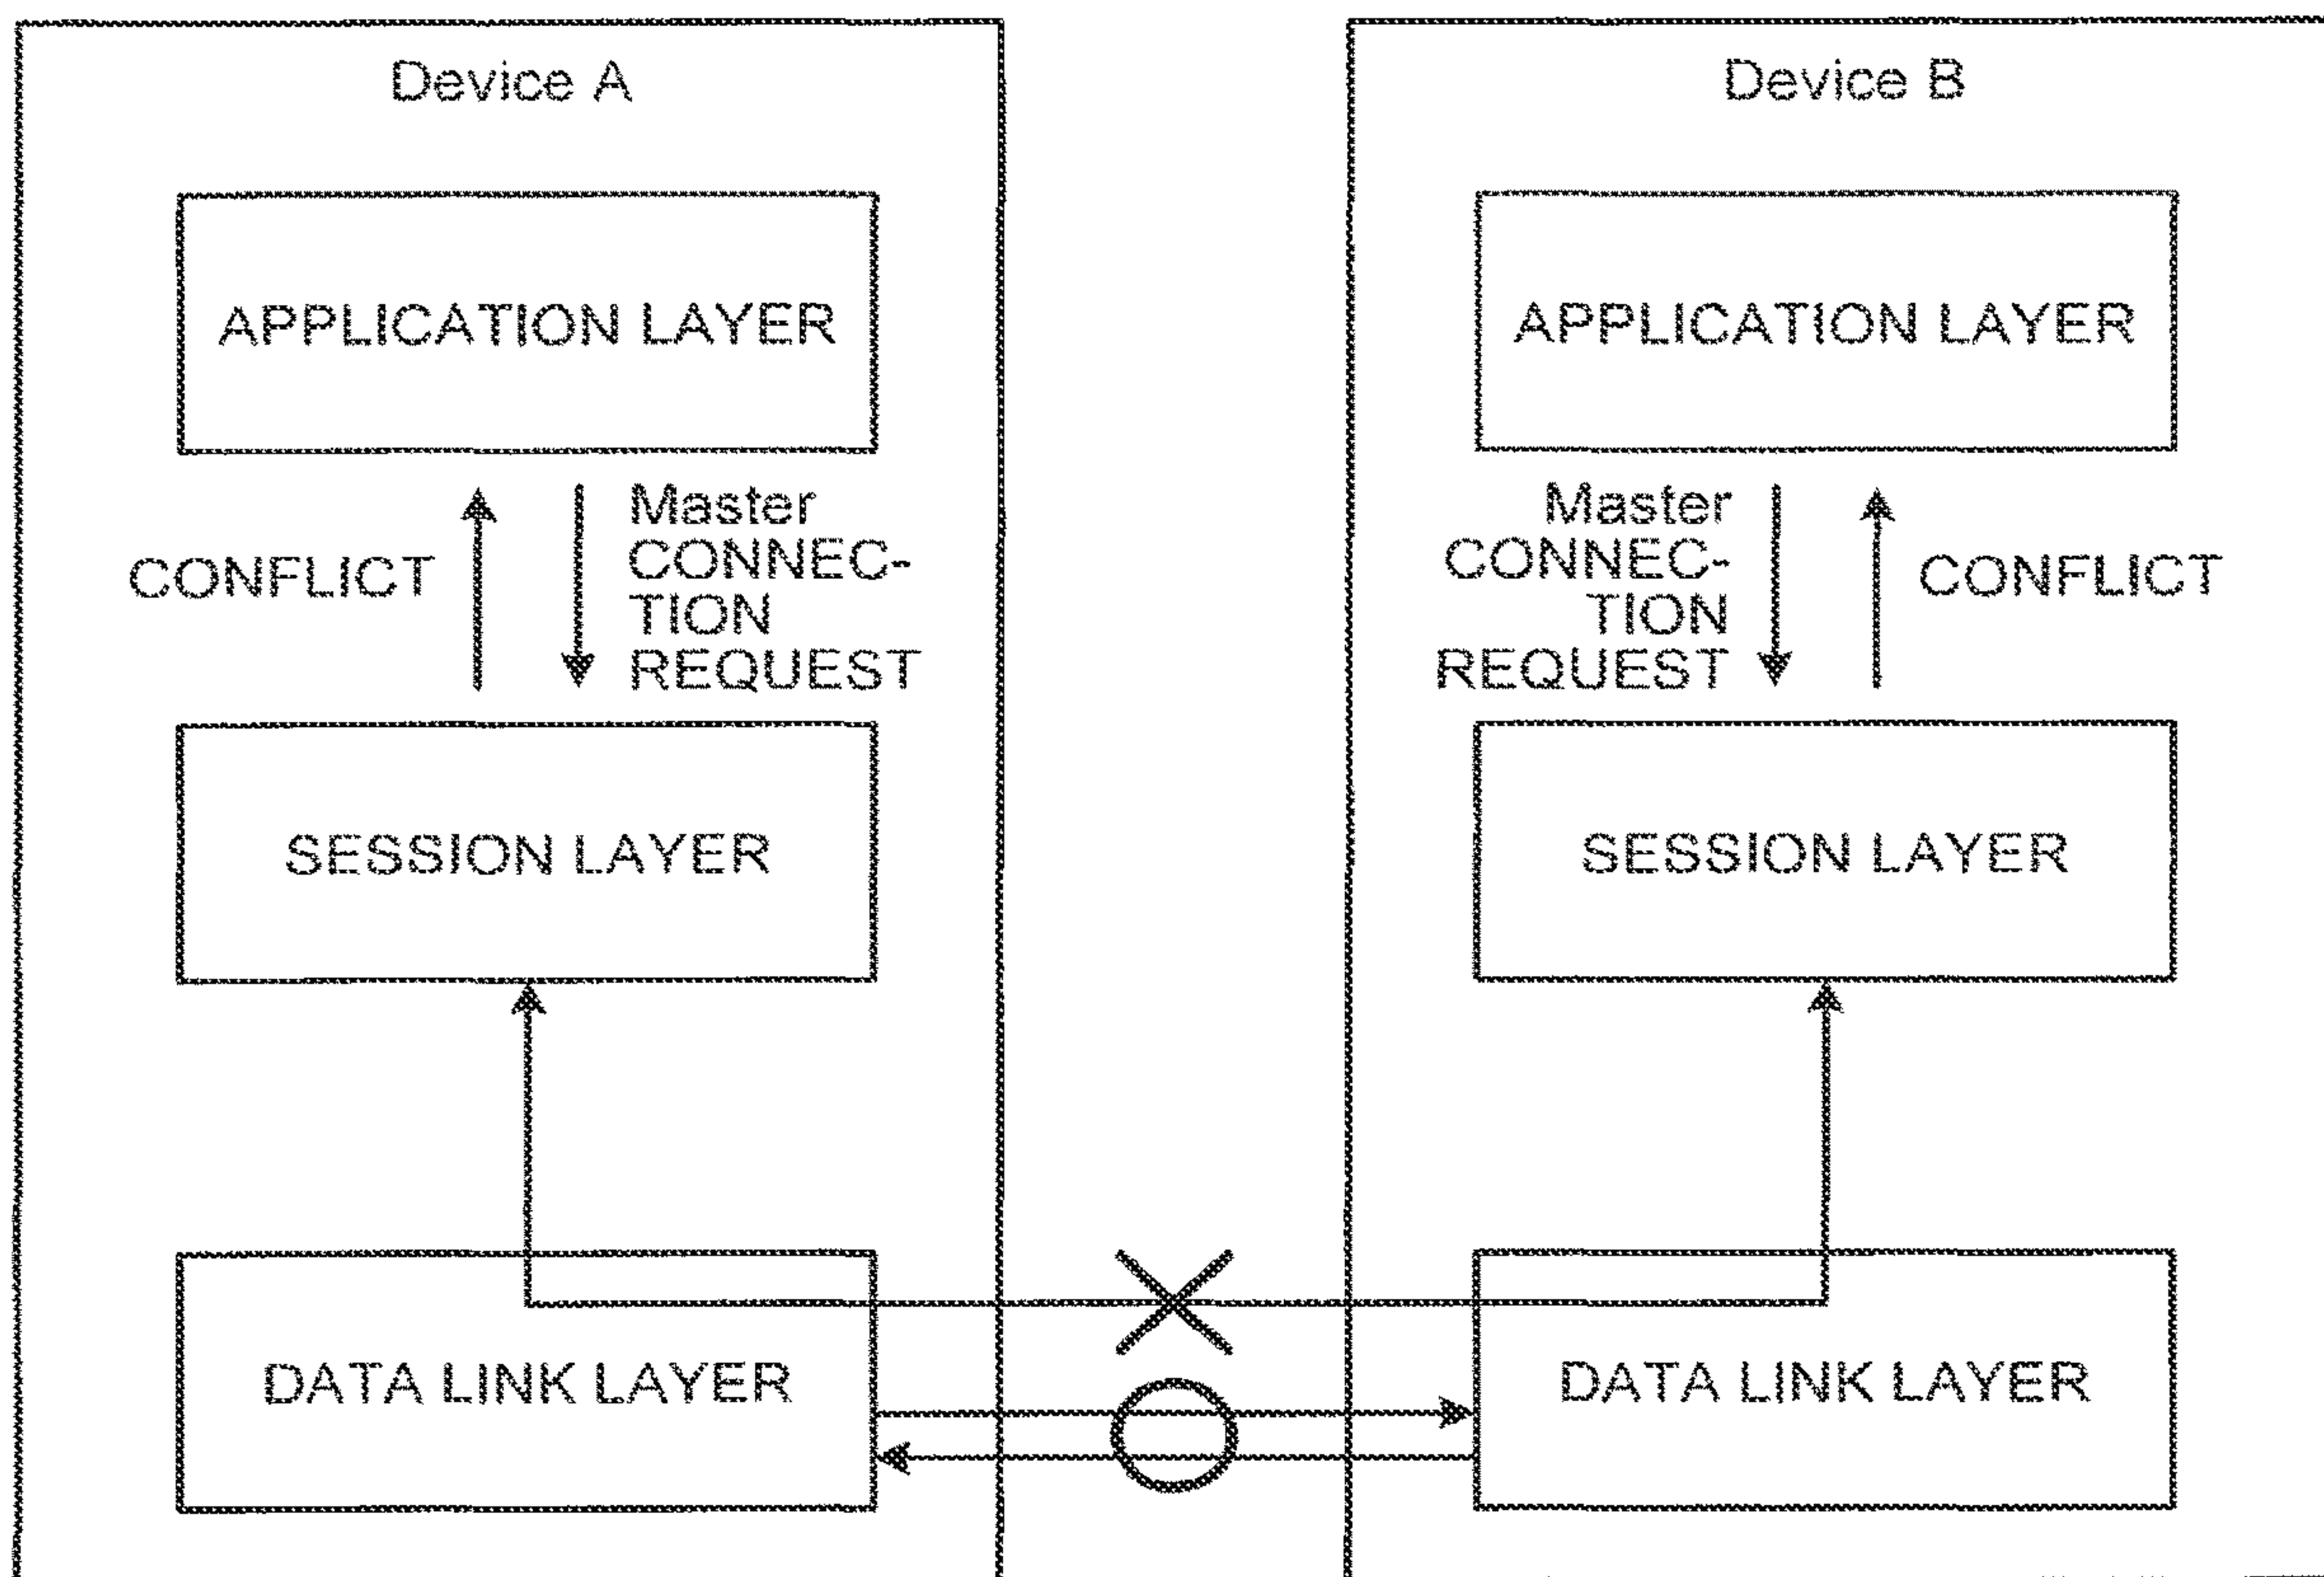 Device A
APPLICATION LAYER
CONFLICT
Master
CONNEC-
TION
REQUEST
SESSION LAYER
DATA LINK LAYER
Device B
APPLICATION LAYER
Master
CONNEC-
TION
REQUEST
CONFLICT
SESSION LAYER
DATA LINK LAYER